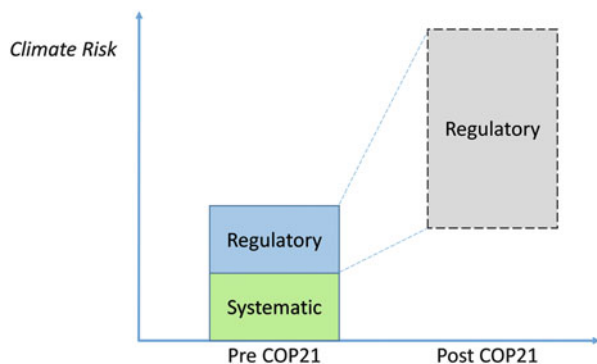 Climate Risk
Regulatory
Regulatory
Systematic
Pre COP21
Post COP21